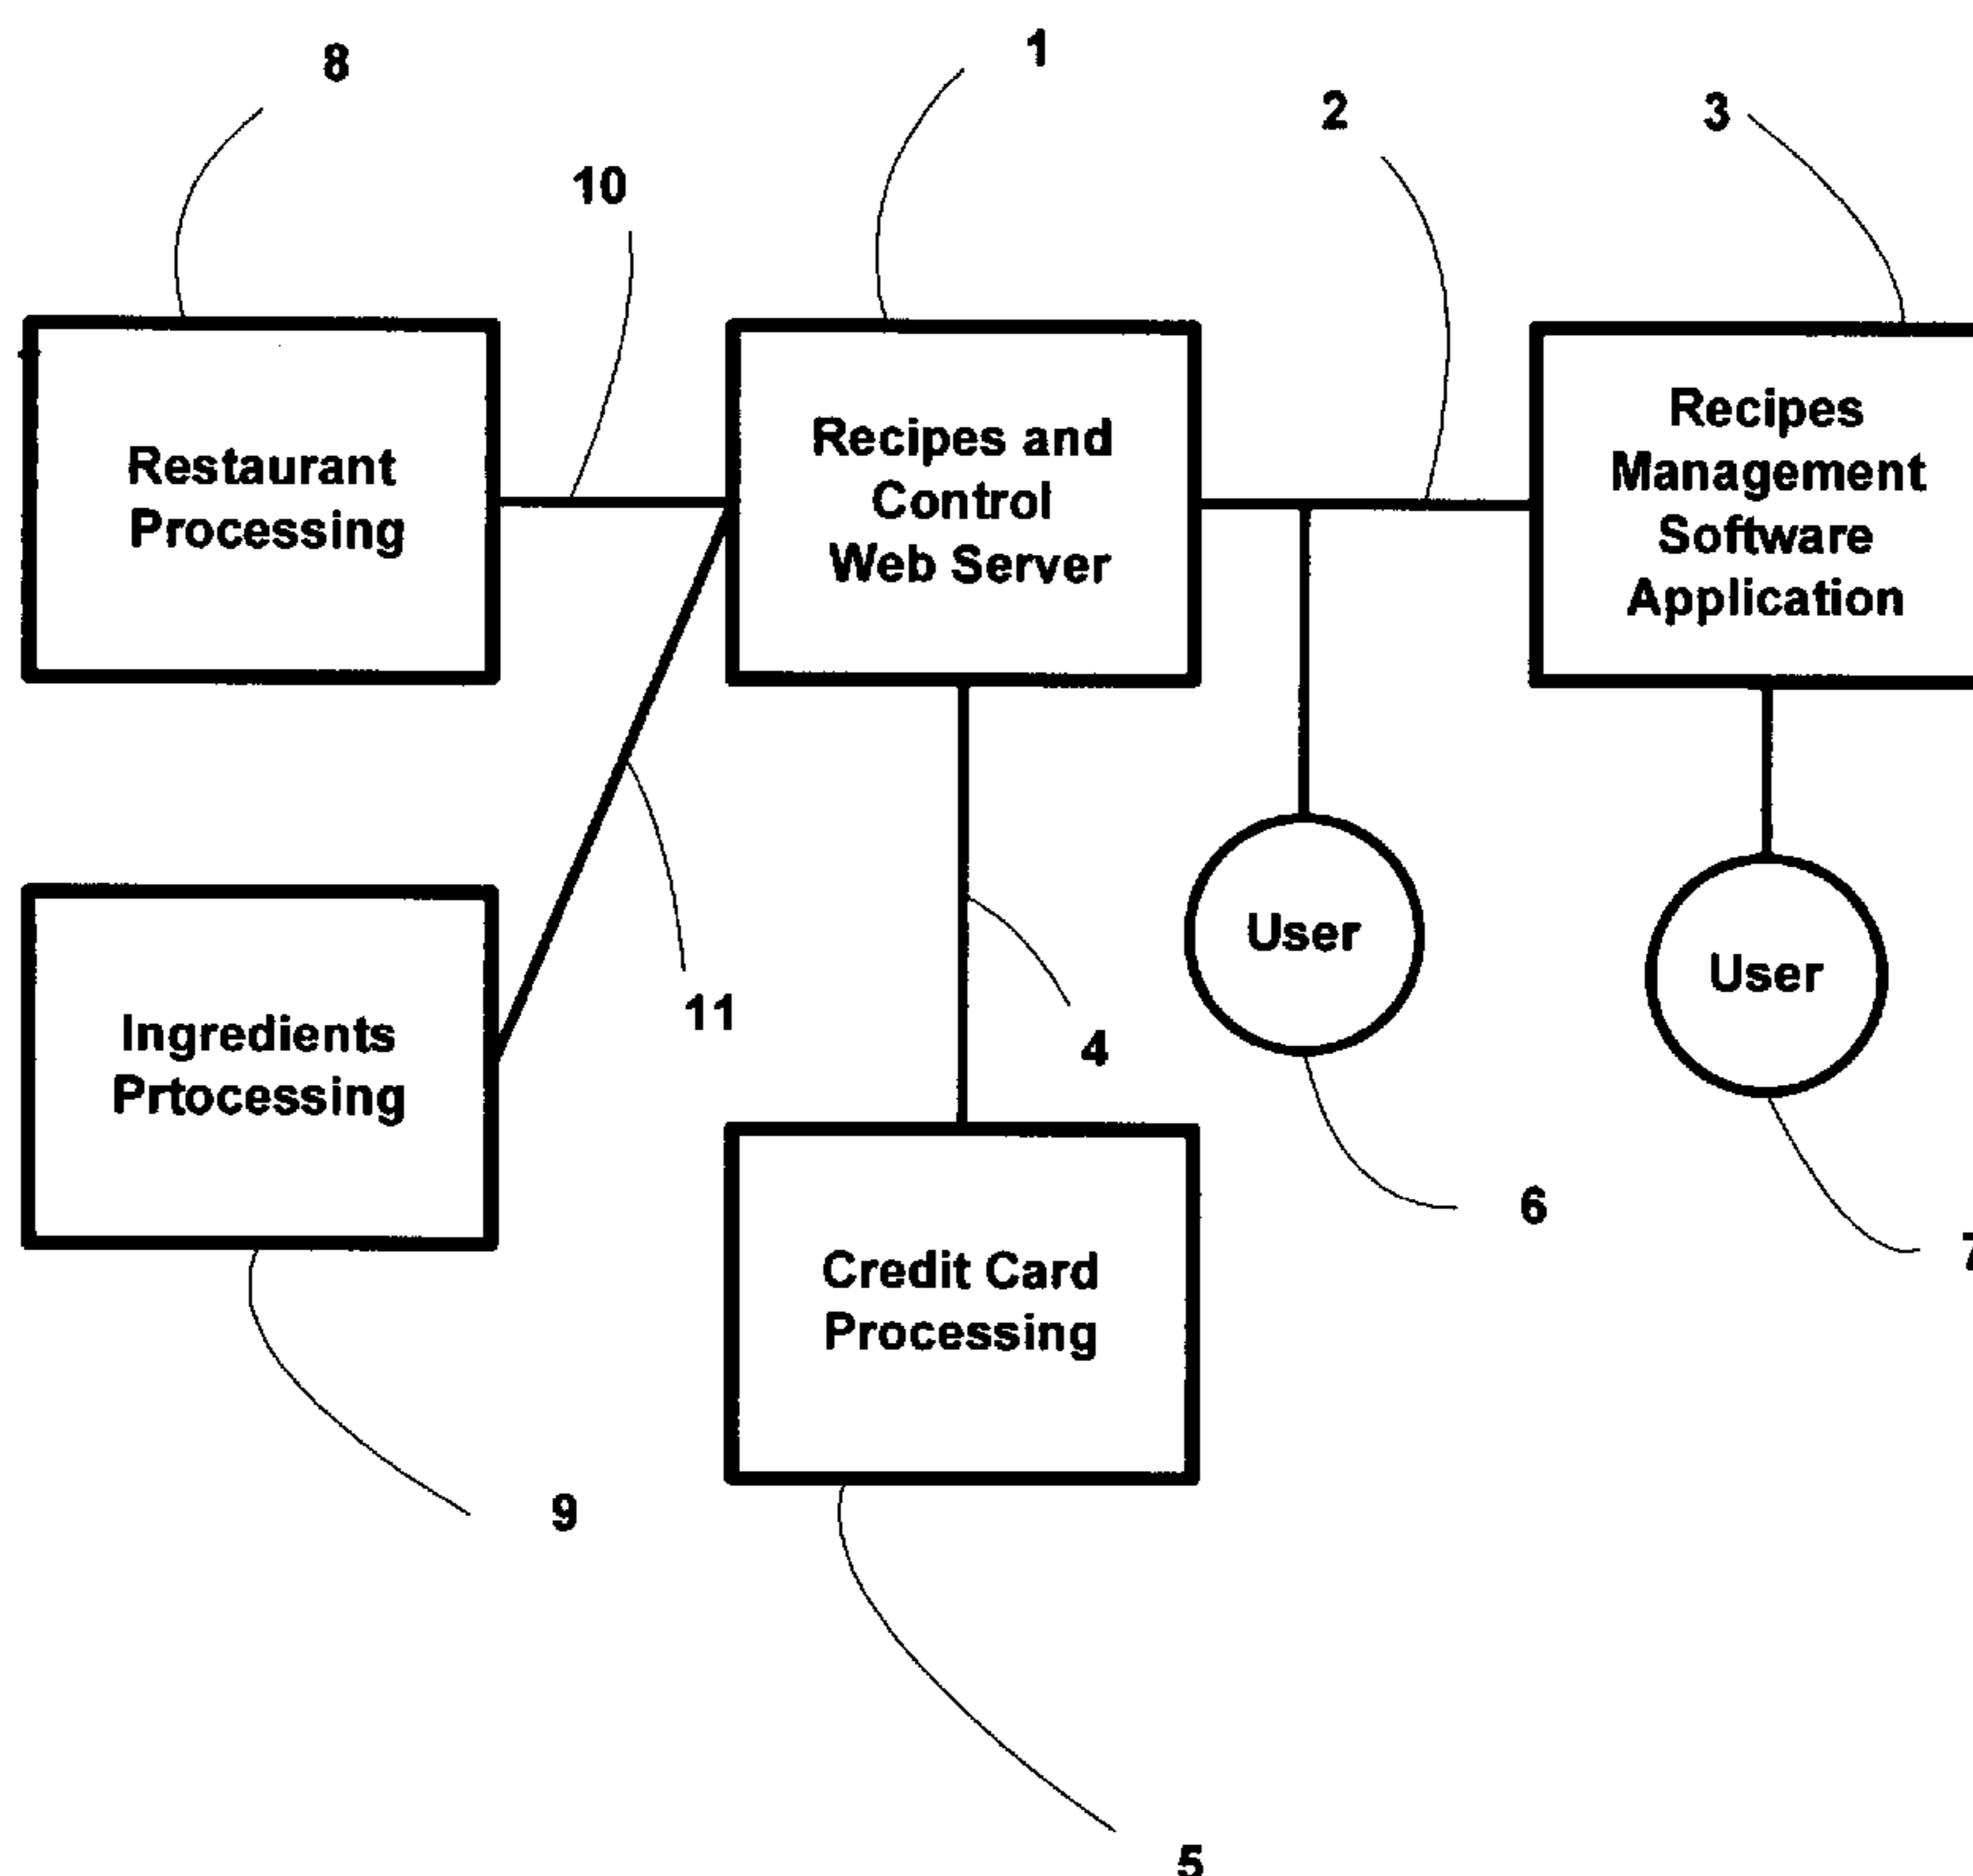 8
1
2
3
10
Restaurant
Processing
Recipes and
Control
Web Server
Recipes
Management
Software
Application
11
4
User
User
Ingredients
Prtocessing
6
7
Credit Card
Processing
9
5